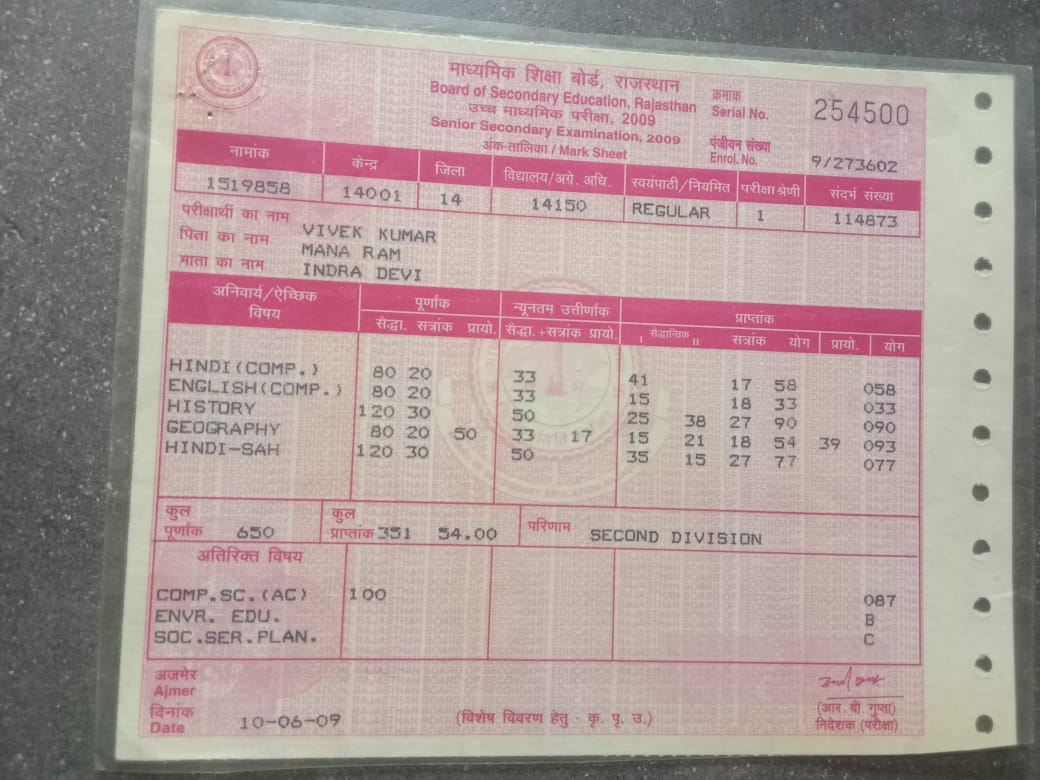 माध्यमिक शिक्षा बोर्ड, राजस्थान
Board of Secondary Education, Rajasthan
उच्च माध्यमिक परीक्षा, 2009
Senior Secondary Examination, 2009
अंक-तालिका / Mark Sheet
क्रमांक
Serial No. 254500
पंजीयन संख्या
Enrol. No. 9/273602
नामांक केन्द्र जिला विद्यालय/अग्रे. अधि. स्वयंपाठी/नियमित परीक्षा श्रेणी संदर्भ संख्या
1519858 14001 14 14150 REGULAR 1 114873
परीक्षार्थी का नाम VIVEK KUMAR
पिता का नाम MANA RAM
माता का नाम INDRA DEVI
अनिवार्य/ऐच्छिक विषय पूर्णांक न्यूनतम उत्तीर्णांक प्राप्तांक
सैद्धा. सत्रांक प्रायो. सैद्धा.+सत्रांक प्रायो. । सैद्धान्तिक ।। सत्रांक योग प्रायो. योग
HINDI(COMP.) 80 20 33 41 17 58 058
ENGLISH(COMP.) 80 20 33 15 18 33 033
HISTORY 120 30 50 25 38 27 90 090
GEOGRAPHY 80 20 50 33 17 15 21 18 54 39 093
HINDI-SAH 120 30 50 35 15 27 77 077
कुल पूर्णांक 650 कुल प्राप्तांक 351 54.00 परिणाम SECOND DIVISION
अतिरिक्त विषय
COMP.SC.(AC) 100 087
ENVR. EDU. B
SOC.SER.PLAN. C
अजमेर
Ajmer
दिनांक
Date 10-06-09
(विशेष विवरण हेतु - कृ. पृ. उ.)
(आर. बी. गुप्ता)
निदेशक (परीक्षा)